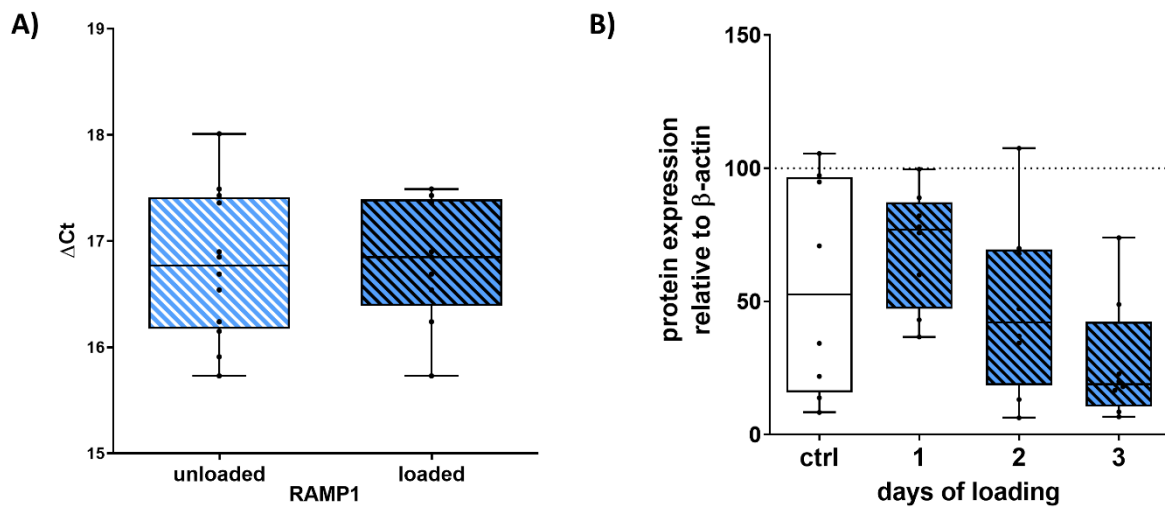 A)
19
18
17
16
15
ΔCt
unloaded
loaded
RAMP1
B)
150
100
50
0
protein expression
relative to β-actin
ctrl
1
2
3
days of loading